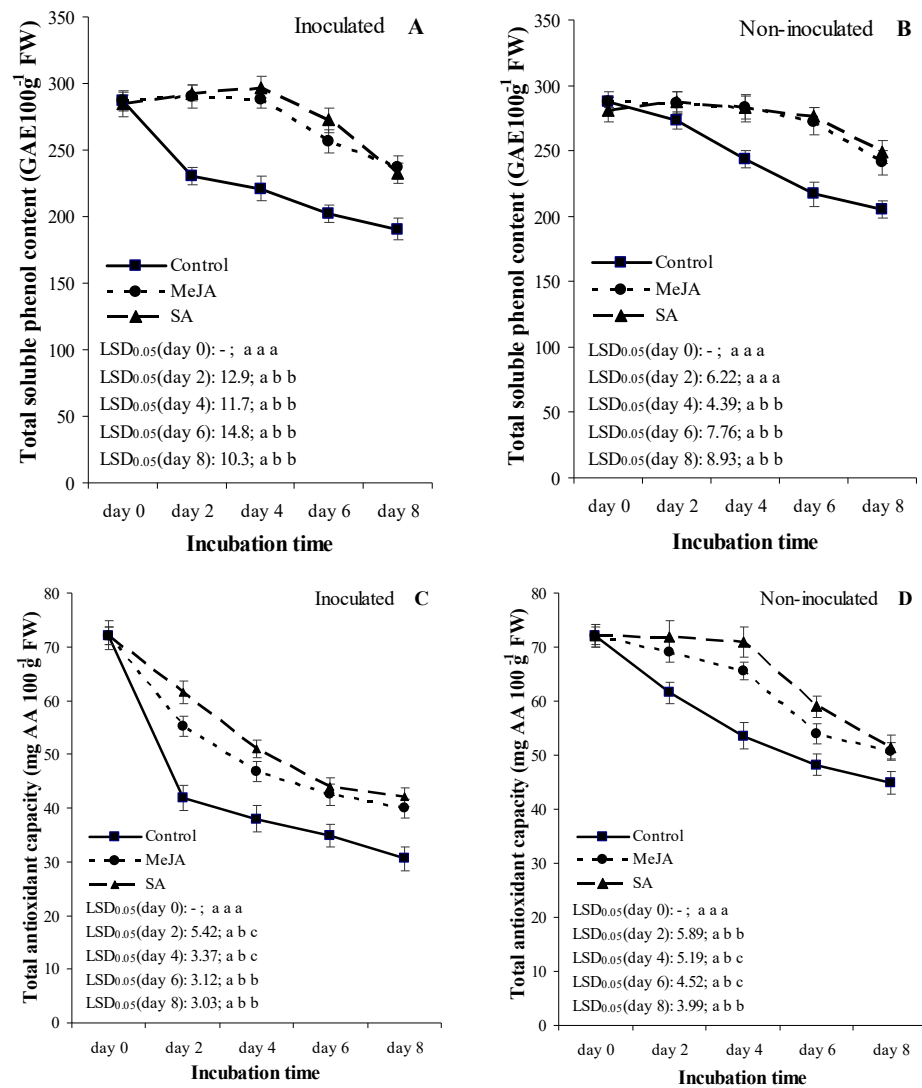 Inoculated A
Total soluble phenol content (GAE100g-1 FW)
350
300
250
200
150
100
50
0
Control
MeJA
SA
LSD0.05(day 0): - ; a a a
LSD0.05(day 2): 12.9; a b b
LSD0.05(day 4): 11.7; a b b
LSD0.05(day 6): 14.8; a b b
LSD0.05(day 8): 10.3; a b b
day 0 day 2 day 4 day 6 day 8
Incubation time
Non-inoculated B
Total soluble phenol content (GAE100g-1 FW)
350
300
250
200
150
100
50
0
Control
MeJA
SA
LSD0.05(day 0): - ; a a a
LSD0.05(day 2): 6.22; a a a
LSD0.05(day 4): 4.39; a b b
LSD0.05(day 6): 7.76; a b b
LSD0.05(day 8): 8.93; a b b
day 0 day 2 day 4 day 6 day 8
Incubation time
Inoculated C
Total antioxidant capacity (mg AA 100 g-1 FW)
80
70
60
50
40
30
20
10
0
Control
MeJA
SA
LSD0.05(day 0): - ; a a a
LSD0.05(day 2): 5.42; a b c
LSD0.05(day 4): 3.37; a b c
LSD0.05(day 6): 3.12; a b b
LSD0.05(day 8): 3.03; a b b
day 0 day 2 day 4 day 6 day 8
Incubation time
Non-inoculated D
Total antioxidant capacity (mg AA 100 g-1 FW)
80
70
60
50
40
30
20
10
0
Control
MeJA
SA
LSD0.05(day 0): - ; a a a
LSD0.05(day 2): 5.89; a b b
LSD0.05(day 4): 5.19; a b c
LSD0.05(day 6): 4.52; a b c
LSD0.05(day 8): 3.99; a b b
day 0 day 2 day 4 day 6 day 8
Incubation time